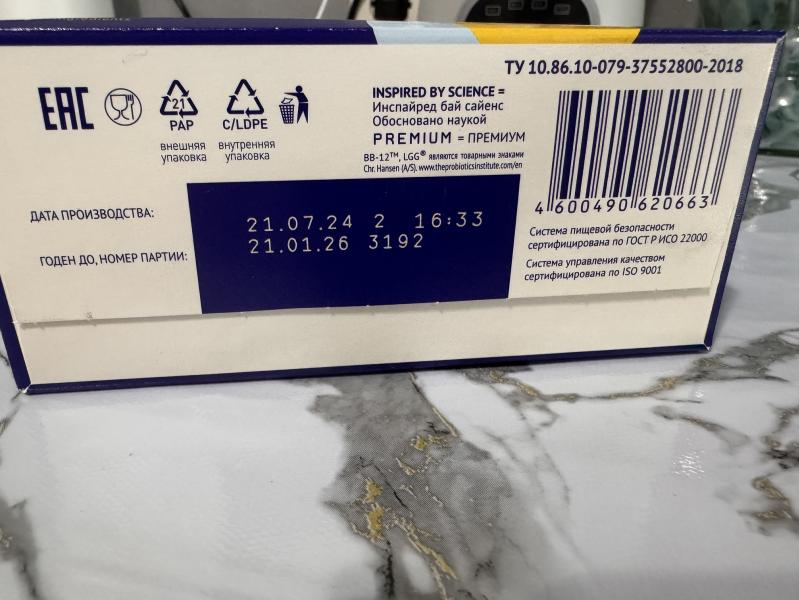 ТУ 10.86.10-079-37552800-2018
EAC
21
PAP
внешняя
упаковка
C/LDPE
внутренняя
упаковка
INSPIRED BY SCIENCE =
Инспайред бай сайенс
Обосновано наукой
PREMIUM = ПРЕМИУМ
BB-12™, LGG® являются товарными знаками
Chr. Hansen (A/S). www.theprobioticsinstitute.com/en
4 600490 620663
ДАТА ПРОИЗВОДСТВА:
21.07.24 2 16:33
ГОДЕН ДО, НОМЕР ПАРТИИ:
21.01.26 3192
Система пищевой безопасности
сертифицирована по ГОСТ Р ИСО 22000
Система управления качеством
сертифицирована по ISO 9001